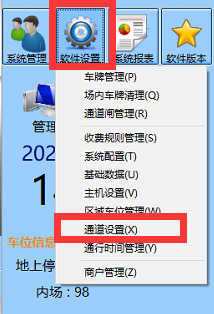 系统管理 软件设置 系统报表 软件版本
车牌管理(P)
场内车牌清理(Q)
通道闸管理(R)
管理
收费规则管理(S)
202
系统配置(T)
基础数据(U)
1
主机设置(V)
区域车位管理(W)
通道设置(X)
车位信息
通行时间管理(Y)
地上停
商户管理(Z)
内场：98